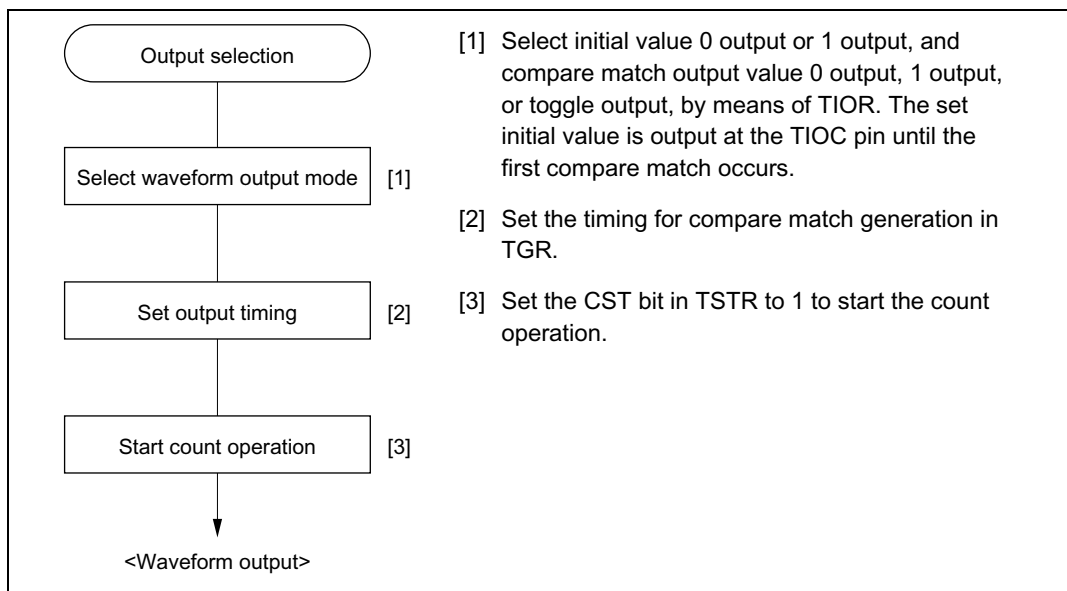 Output selection
Select waveform output mode [1]
Set output timing [2]
Start count operation [3]
<Waveform output>
[1] Select initial value 0 output or 1 output, and
compare match output value 0 output, 1 output,
or toggle output, by means of TIOR. The set
initial value is output at the TIOC pin until the
first compare match occurs.
[2] Set the timing for compare match generation in
TGR.
[3] Set the CST bit in TSTR to 1 to start the count
operation.